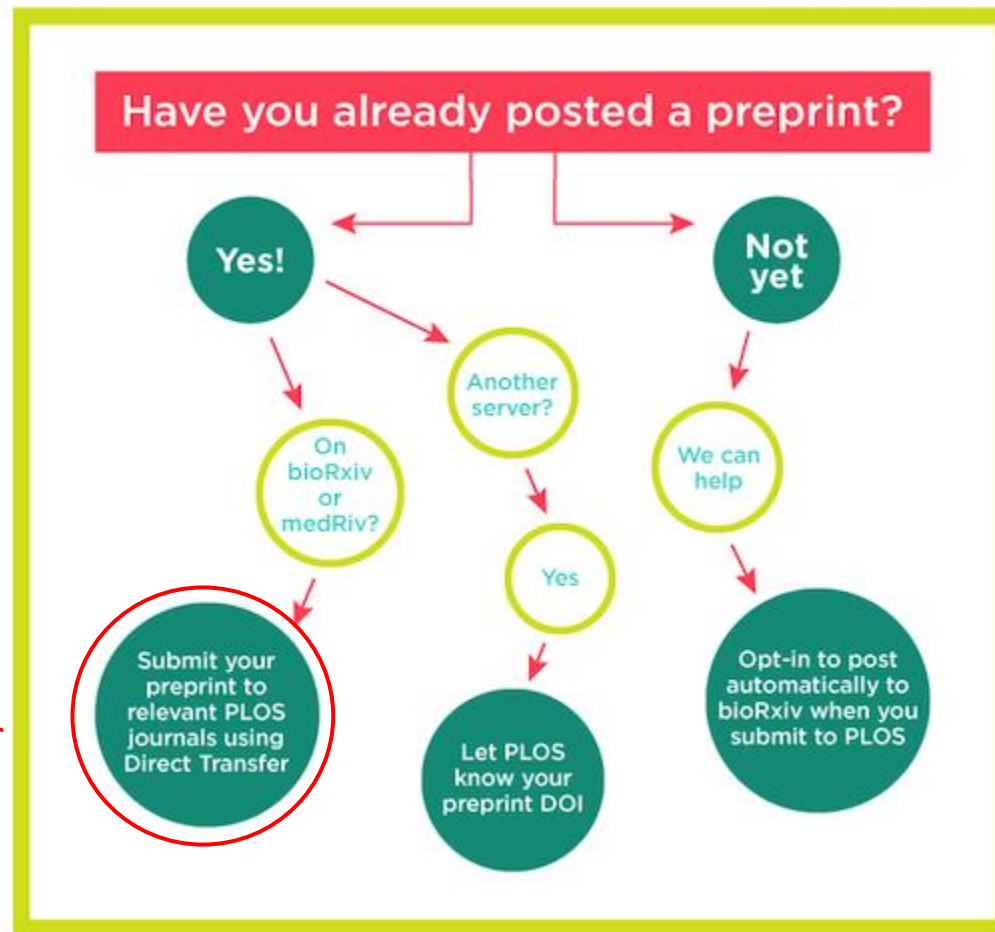 Have you already posted a preprint?
Yes!
Not
yet
Another
server?
On
bioRxiv
or
medRiv?
We can
help
Yes
Submit your
preprint to
relevant PLOS
journals using
Direct Transfer
Let PLOS
know your
preprint DOI
Opt-in to post
automatically to
bioRxiv when you
submit to PLOS